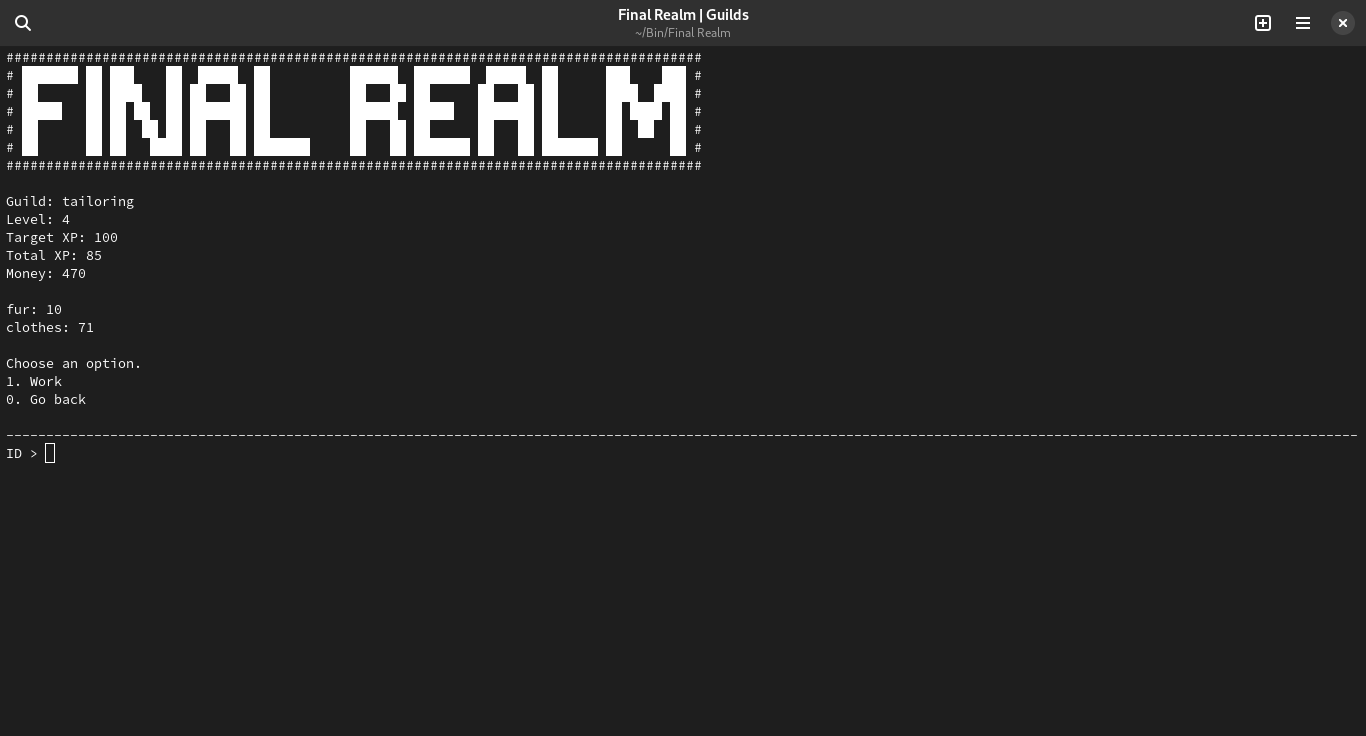 Final Realm | Guilds
~/Bin/Final Realm
#######################################################################################
# FINAL REALM #
#######################################################################################
Guild: tailoring
Level: 4
Target XP: 100
Total XP: 85
Money: 470
fur: 10
clothes: 71
Choose an option.
1. Work
0. Go back
ID >